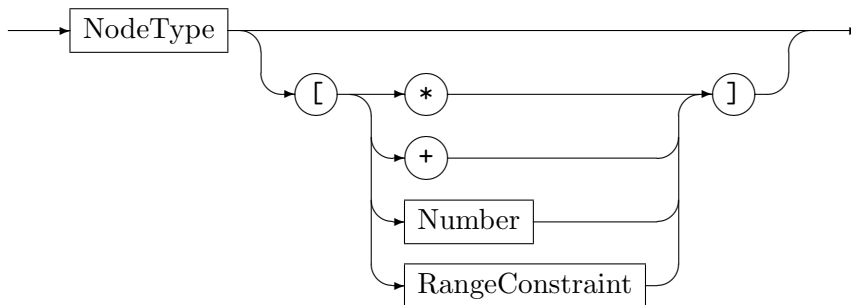 NodeType
[ * ]
+
Number
RangeConstraint